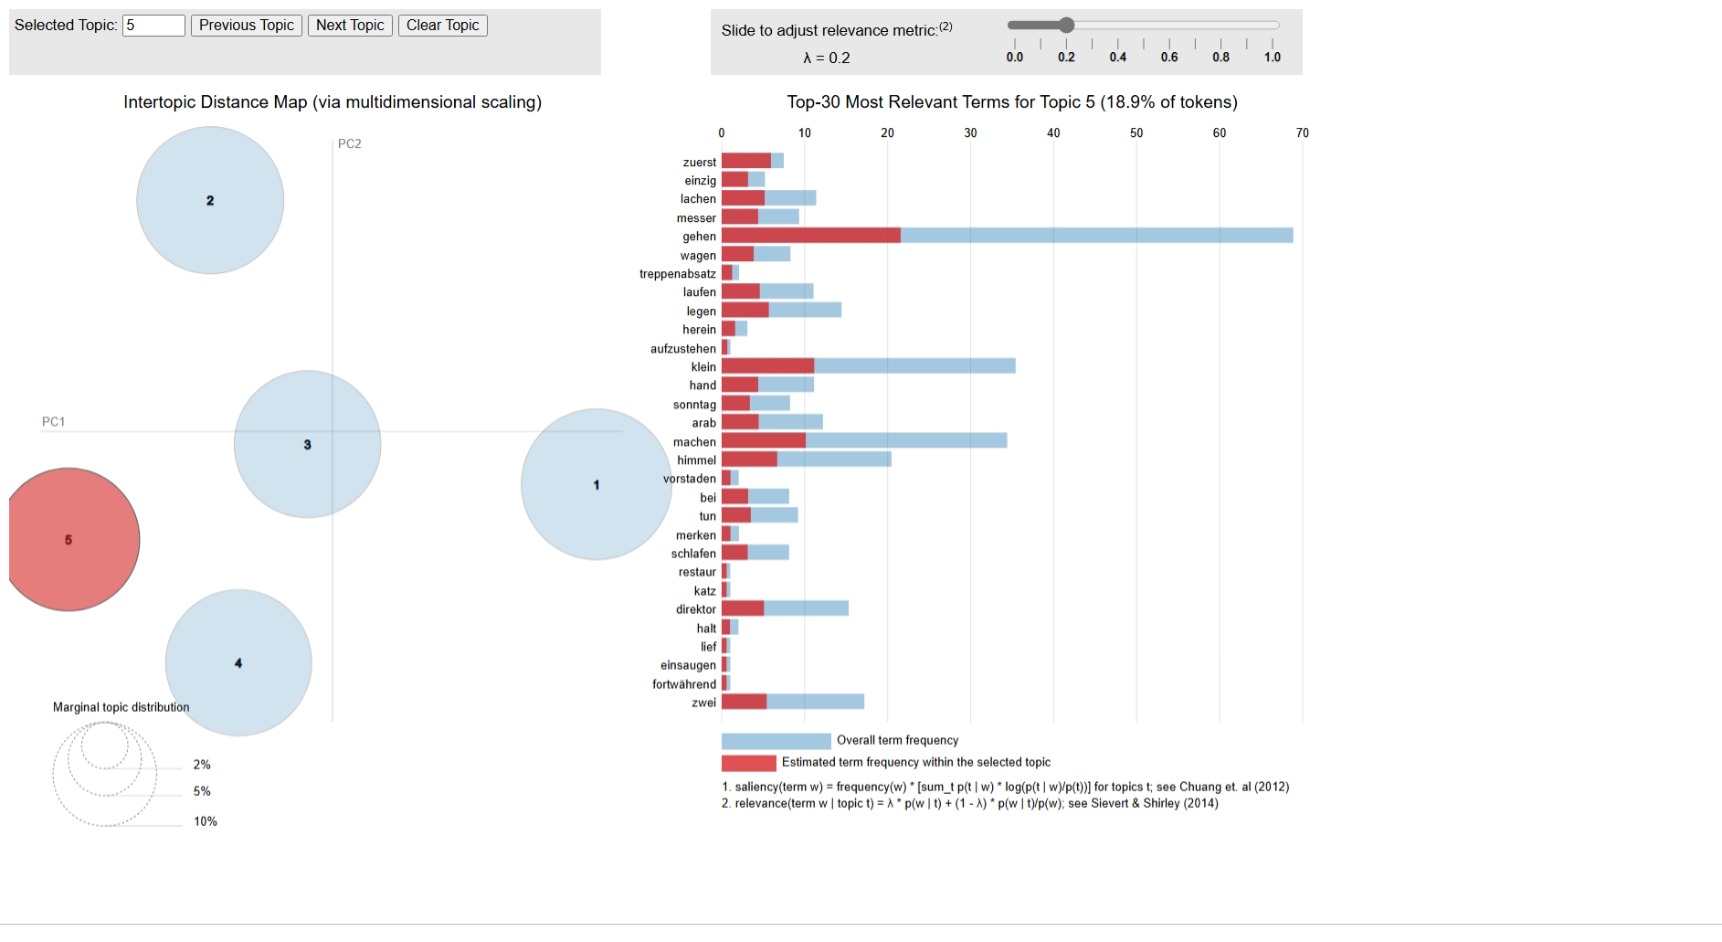 Selected Topic: 5 Previous Topic Next Topic Clear Topic
Slide to adjust relevance metric:(2)
λ = 0.2
0.0 0.2 0.4 0.6 0.8 1.0
Intertopic Distance Map (via multidimensional scaling)
PC2
PC1
2
3
1
5
4
Marginal topic distribution
2%
5%
10%
Top-30 Most Relevant Terms for Topic 5 (18.9% of tokens)
0 10 20 30 40 50 60 70
zuerst
einzig
lachen
messer
gehen
wagen
treppenabsatz
laufen
legen
herein
aufzustehen
klein
hand
sonntag
arab
machen
himmel
vorstaden
bei
tun
merken
schlafen
restaur
katz
direktor
halt
lief
einsaugen
fortwährend
zwei
Overall term frequency
Estimated term frequency within the selected topic
1. saliency(term w) = frequency(w) * [sum_t p(t | w) * log(p(t | w)/p(t))] for topics t; see Chuang et. al (2012)
2. relevance(term w | topic t) = λ * p(w | t) + (1 - λ) * p(w | t)/p(w); see Sievert & Shirley (2014)